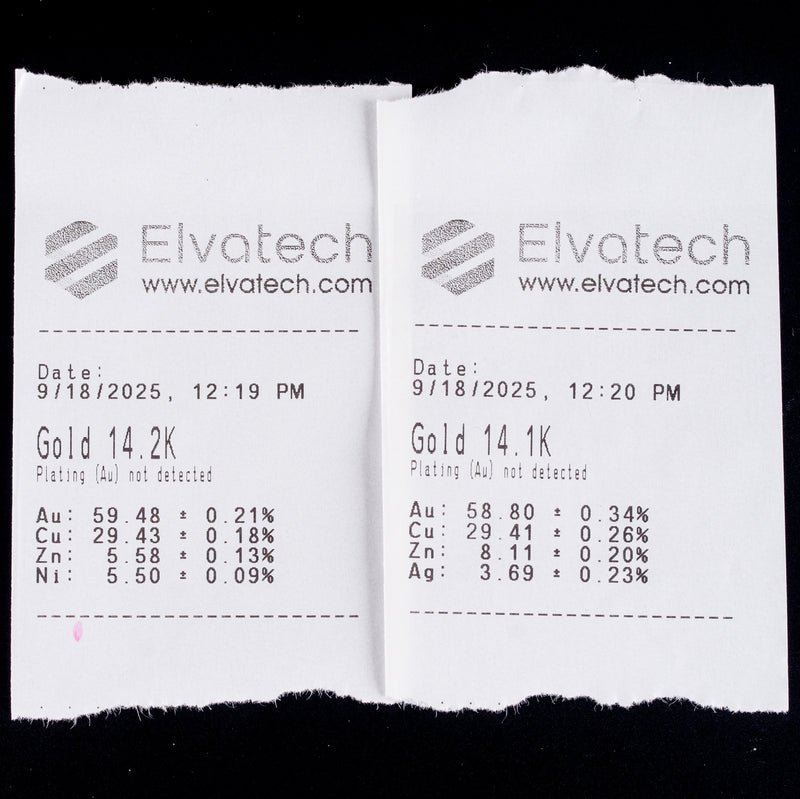 Elvatech
www.elvatech.com
Date:
9/18/2025, 12:19 PM
Gold 14.2K
Plating (Au) not detected
Au: 59.48 ± 0.21%
Cu: 29.43 ± 0.18%
Zn: 5.58 ± 0.13%
Ni: 5.50 ± 0.09%
Elvatech
www.elvatech.com
Date:
9/18/2025, 12:20 PM
Gold 14.1K
Plating (Au) not detected
Au: 58.80 ± 0.34%
Cu: 29.41 ± 0.26%
Zn: 8.11 ± 0.20%
Ag: 3.69 ± 0.23%